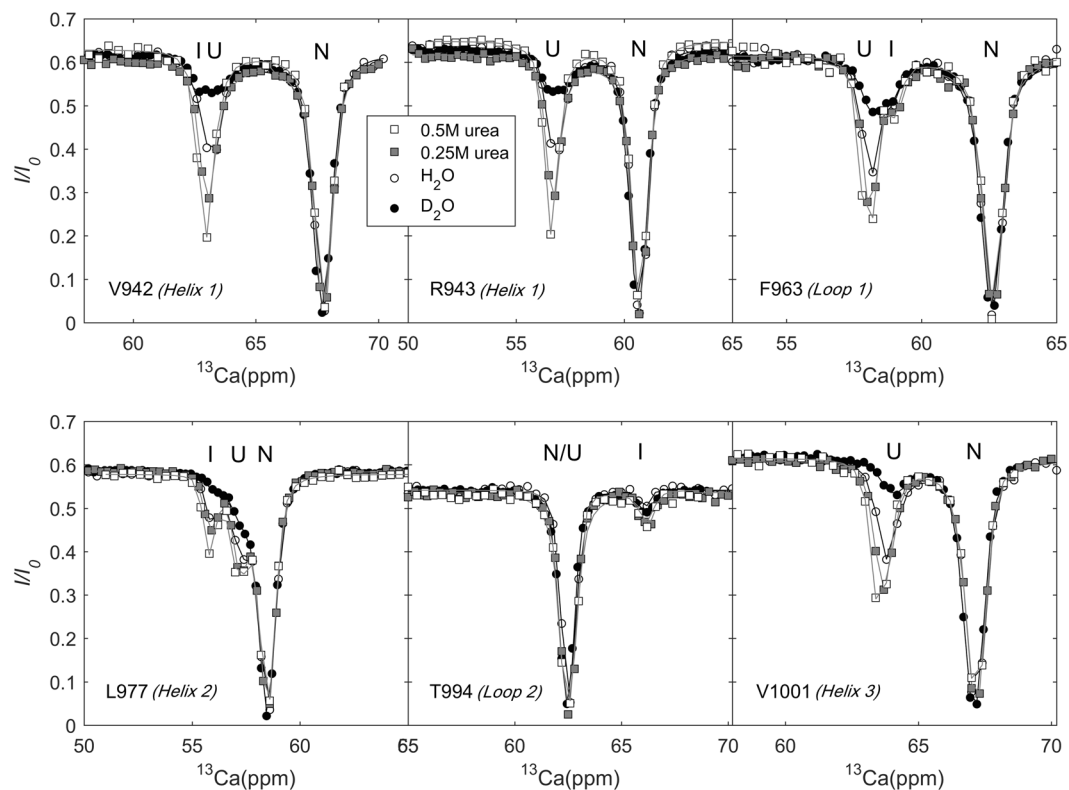 0.7
0.6
0.5
0.4
0.3
0.2
0.1
0
I/I0
I U N
U N
U I N
0.5M urea
0.25M urea
H2O
D2O
V942 (Helix 1)
R943 (Helix 1)
F963 (Loop 1)
60 65 70
50 55 60 65
60 65
13Ca(ppm)
13Ca(ppm)
13Ca(ppm)
0.7
0.6
0.5
0.4
0.3
0.2
0.1
0
I/I0
I U N
N/U I
U N
L977 (Helix 2)
T994 (Loop 2)
V1001 (Helix 3)
50 55 60 65
60 65 70
60 65 70
13Ca(ppm)
13Ca(ppm)
13Ca(ppm)